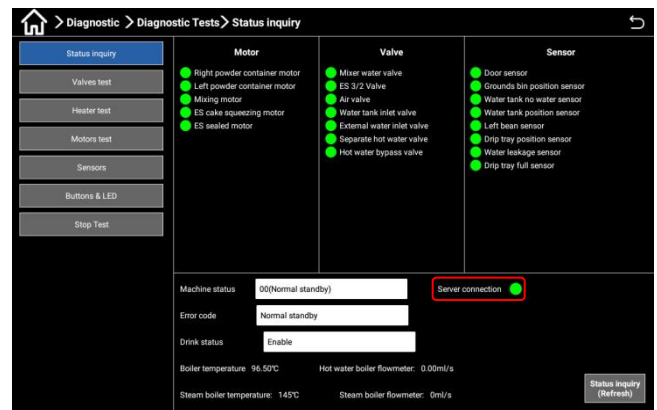 > Diagnostic > Diagnostic Tests > Status inquiry
Status inquiry
Valves test
Heater test
Motors test
Sensors
Buttons & LED
Stop Test
Motor
Right powder container motor
Left powder container motor
Mixing motor
ES cake squeezing motor
ES sealed motor
Valve
Mixer water valve
ES 3/2 Valve
Air valve
Water tank inlet valve
External water inlet valve
Separate hot water valve
Hot water bypass valve
Sensor
Door sensor
Grounds bin position sensor
Water tank no water sensor
Water tank position sensor
Left bean sensor
Drip tray position sensor
Water leakage sensor
Drip tray full sensor
Machine status 00(Normal standby) Server connection
Error code Normal standby
Drink status Enable
Boiler temperature 96.50℃ Hot water boiler flowmeter: 0.00ml/s
Steam boiler temperature: 145℃ Steam boiler flowmeter: 0ml/s
Status inquiry
(Refresh)